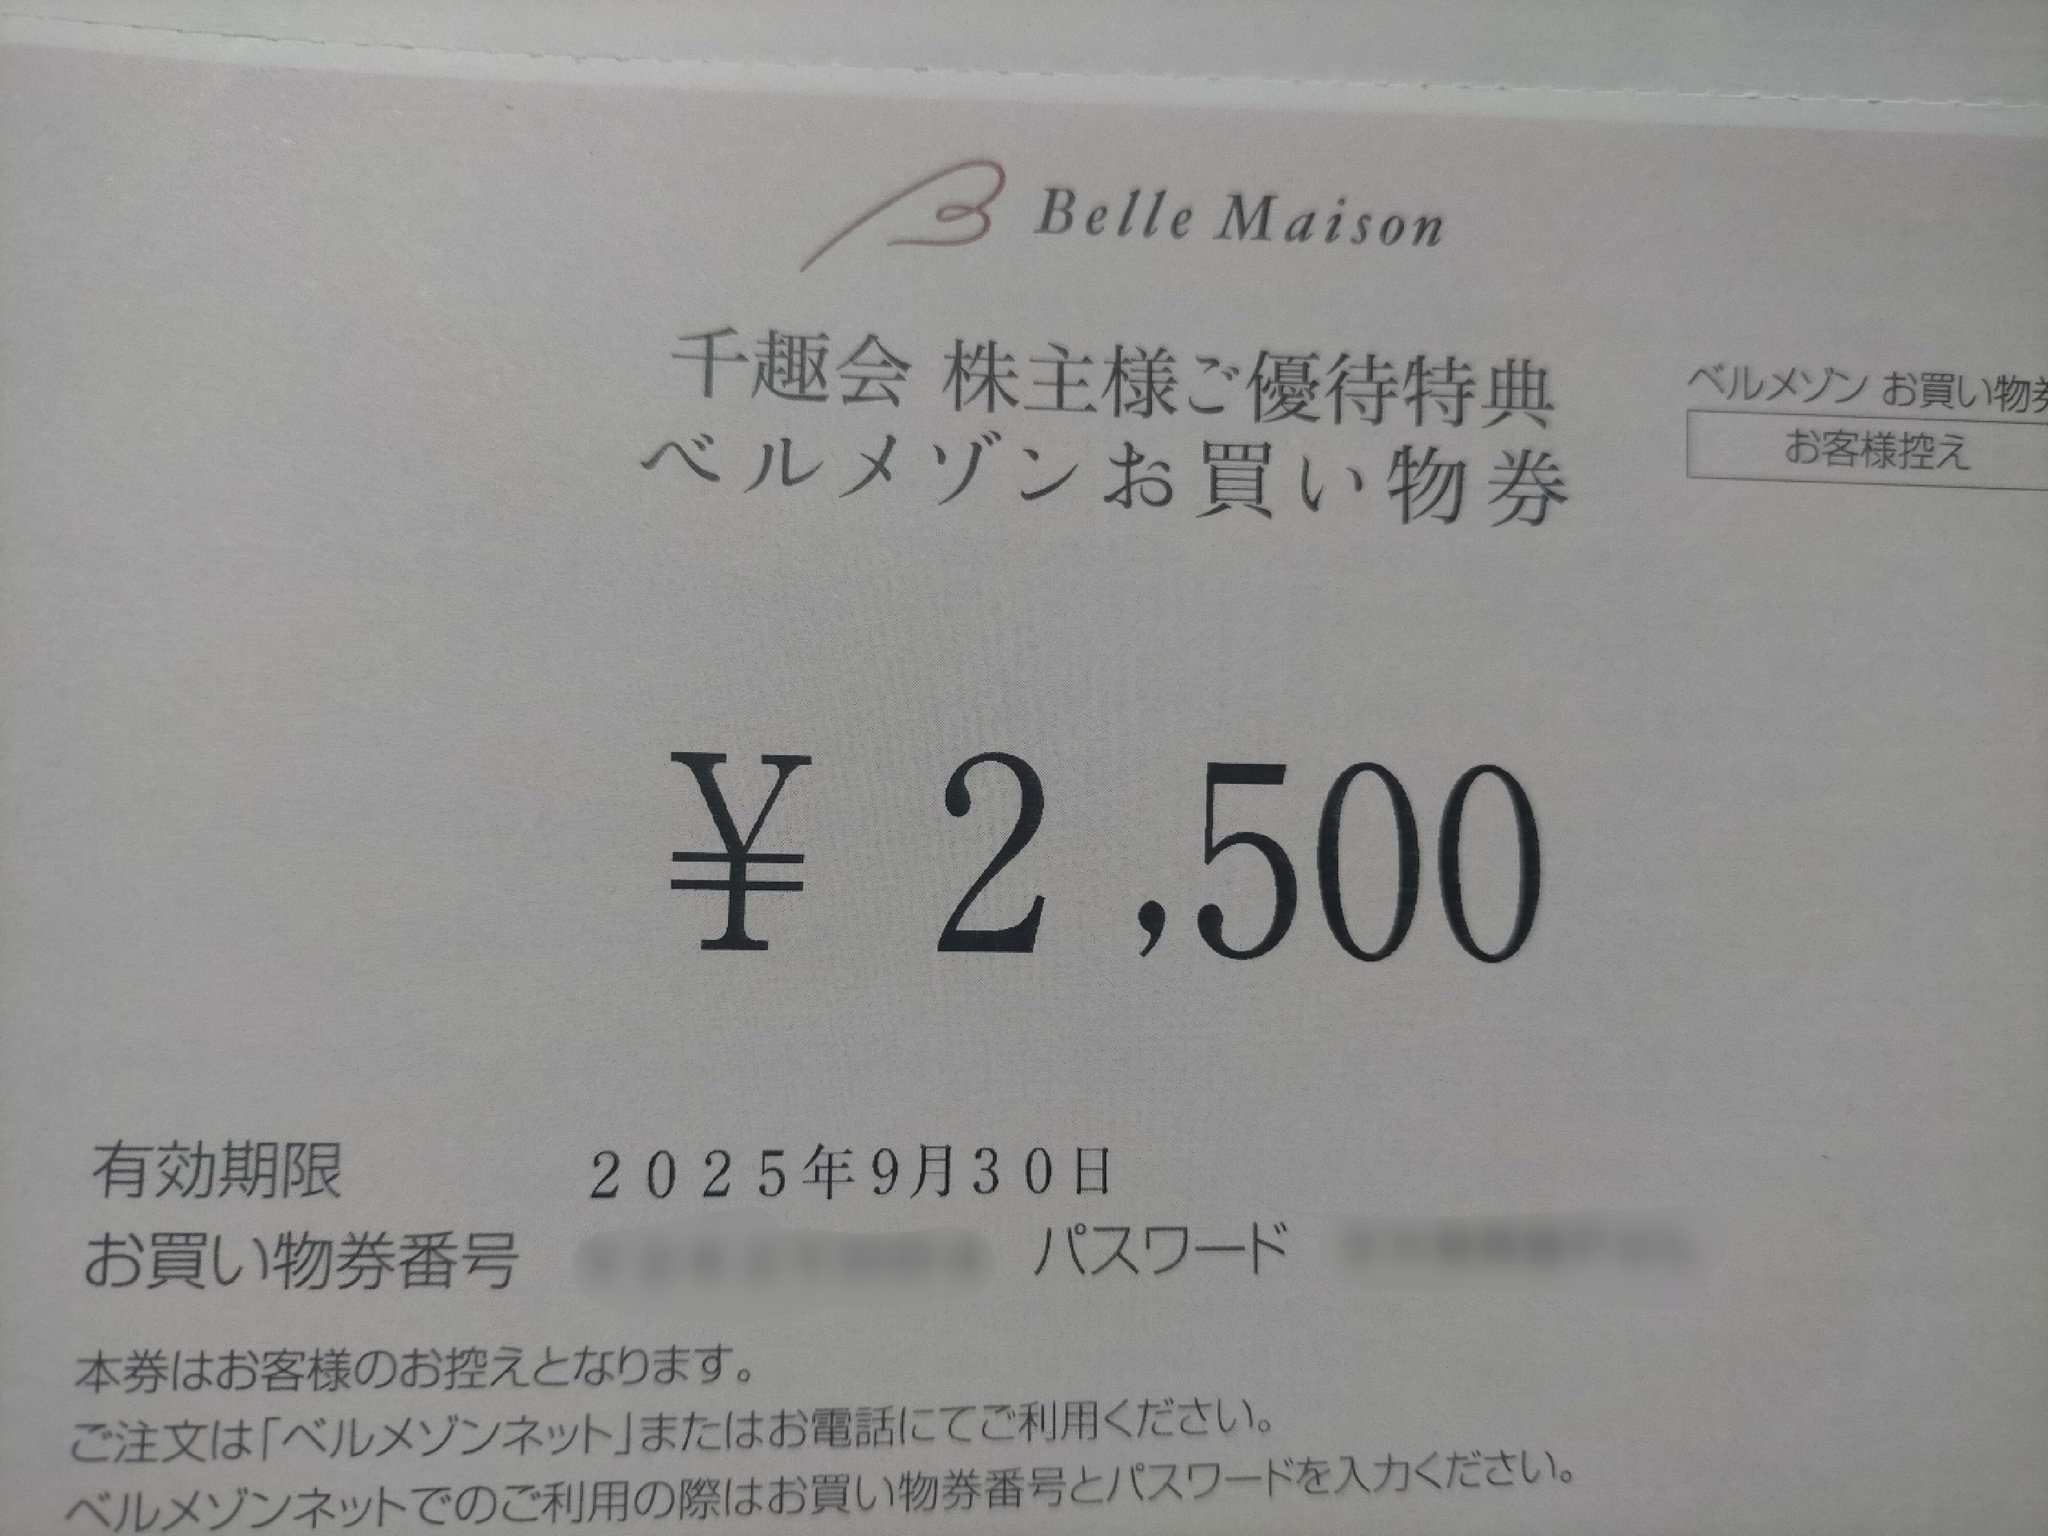 Belle Maison
千趣会 株主様ご優待特典
ベルメゾンお買い物券
ベルメゾン お買い物券
お客様控え
¥ 2,500
有効期限 2025年9月30日
お買い物券番号 パスワード
本券はお客様のお控えとなります。
ご注文は「ベルメゾンネット」またはお電話にてご利用ください。
ベルメゾンネットでのご利用の際はお買い物券番号とパスワードを入力ください。